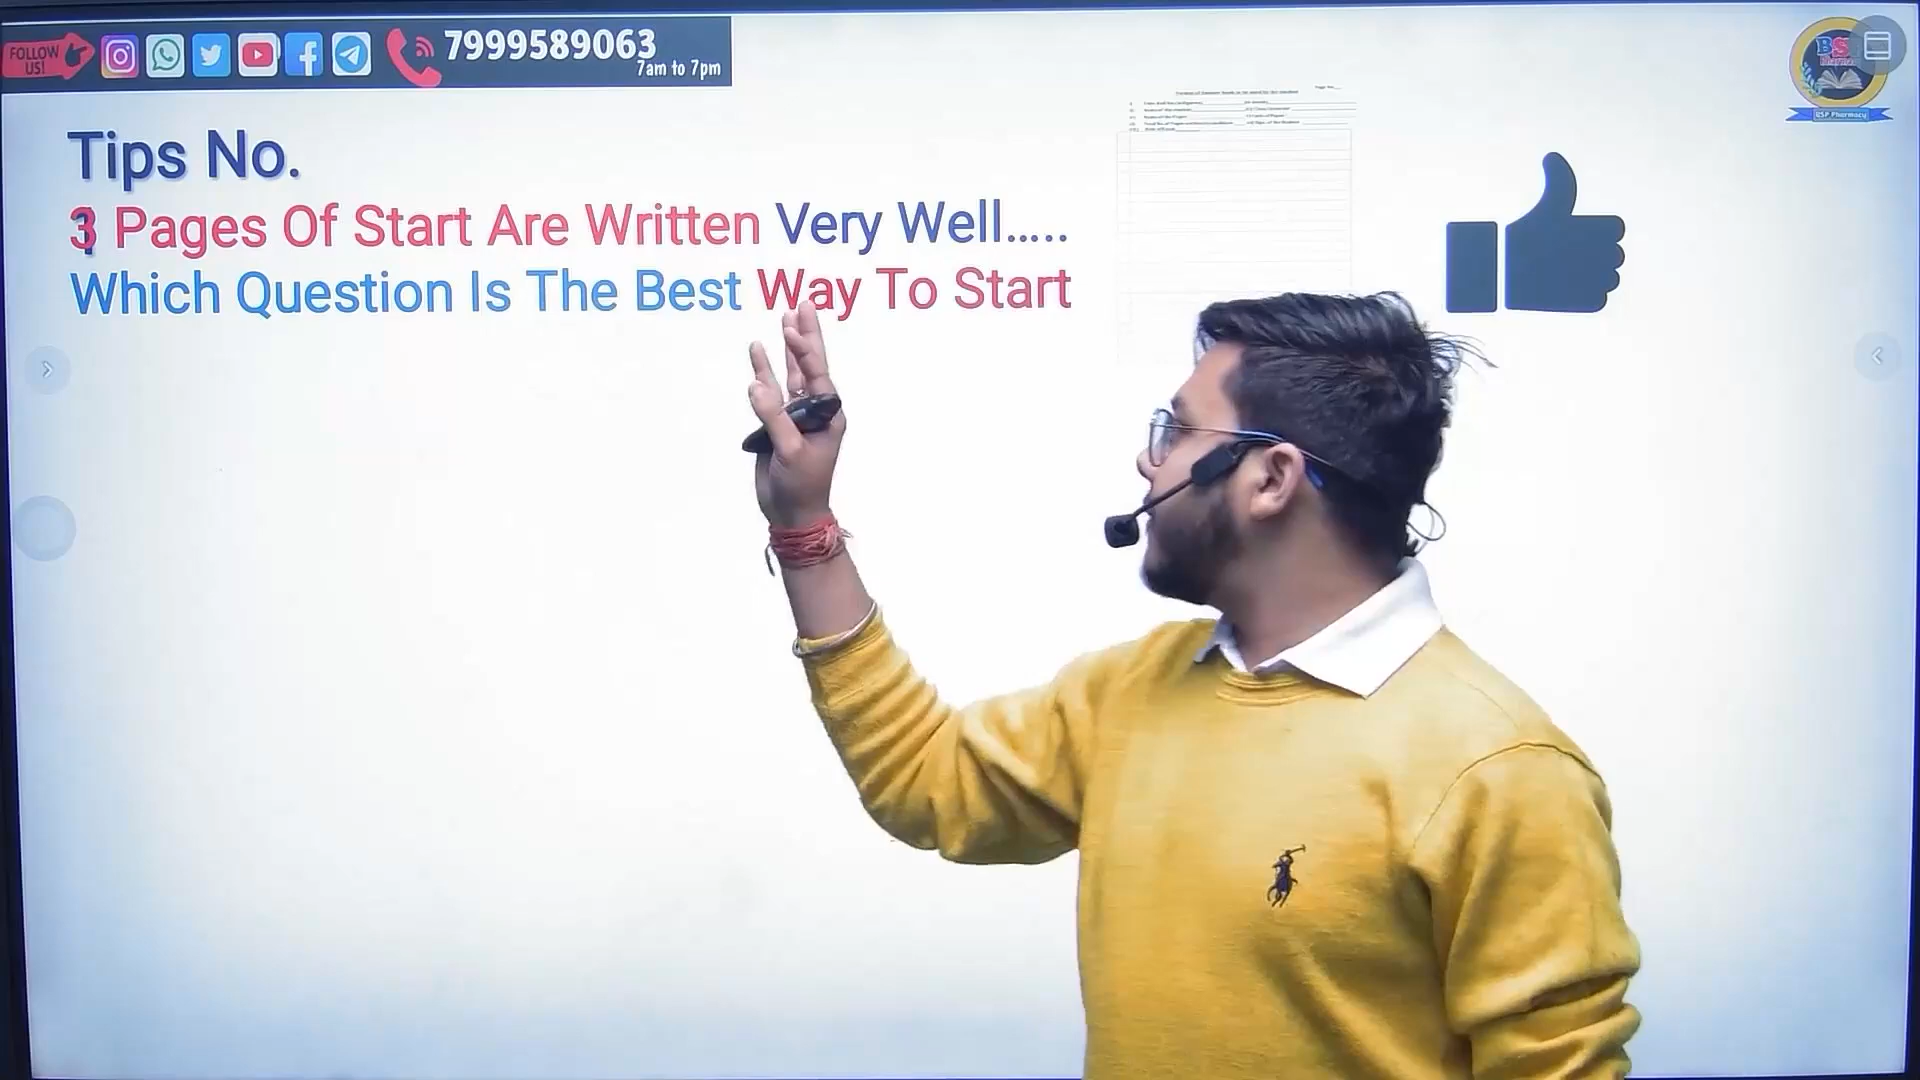 FOLLOW
US!
7999589063
7am to 7pm
Tips No.
3 Pages Of Start Are Written Very Well.....
Which Question Is The Best Way To Start
BSP Pharmacy